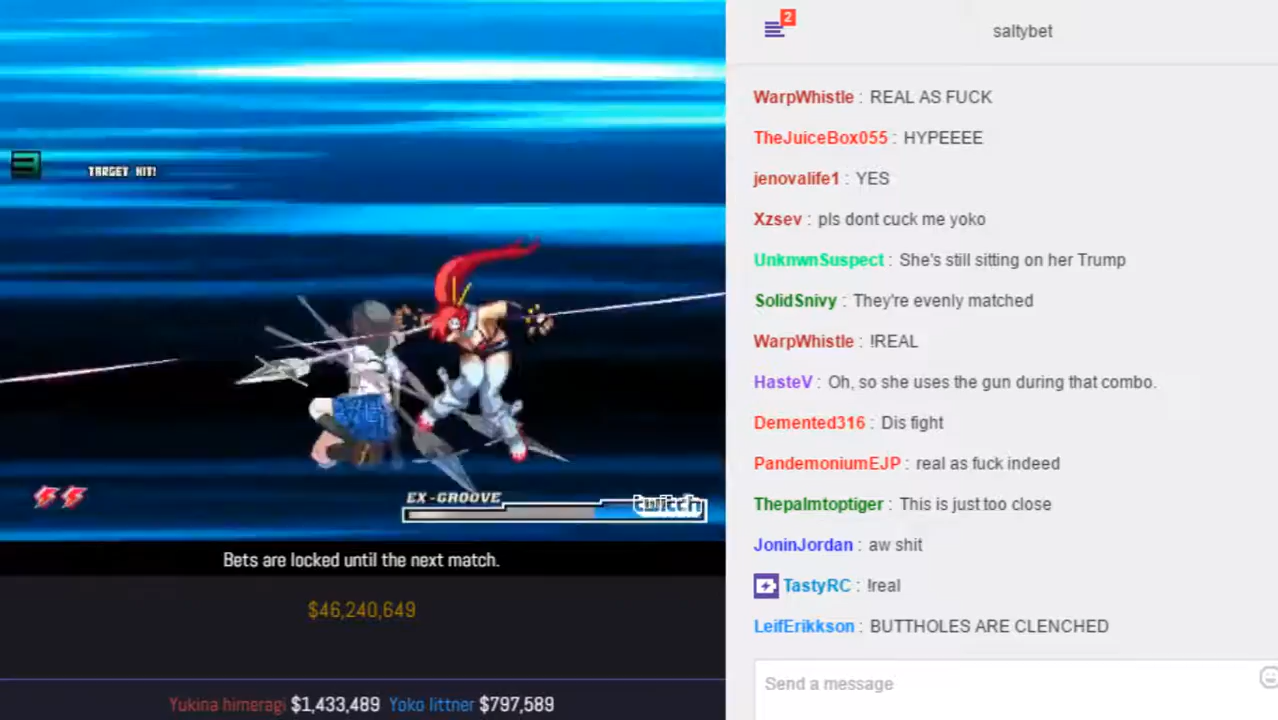 2
saltybet
WarpWhistle : REAL AS FUCK
TheJuiceBox055 : HYPEEEE
jenovalife1 : YES
Xzsev : pls dont cuck me yoko
UnknwnSuspect : She's still sitting on her Trump
SolidSnivy : They're evenly matched
WarpWhistle : !REAL
HasteV : Oh, so she uses the gun during that combo.
Demented316 : Dis fight
PandemoniumEJP : real as fuck indeed
Thepalmtoptiger : This is just too close
JoninJordan : aw shit
TastyRC : !real
LeifErikkson : BUTTHOLES ARE CLENCHED
Send a message
TARGET HIT!
EX-GROOVE
twitch
Bets are locked until the next match.
$46,240,649
Yukina himeragi $1,433,489 Yoko littner $797,589